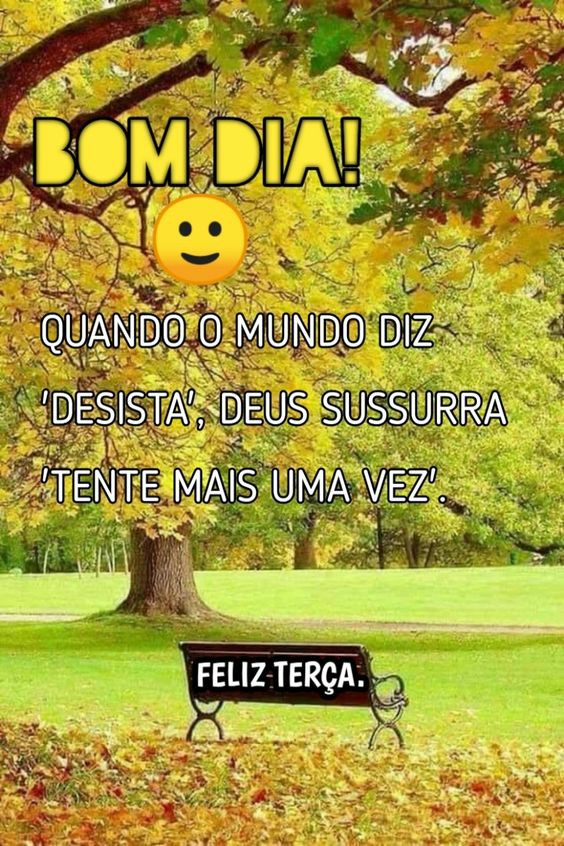 BOM DIA!
QUANDO O MUNDO DIZ
'DESISTA', DEUS SUSSURRA
'TENTE MAIS UMA VEZ'.
FELIZ TERÇA.